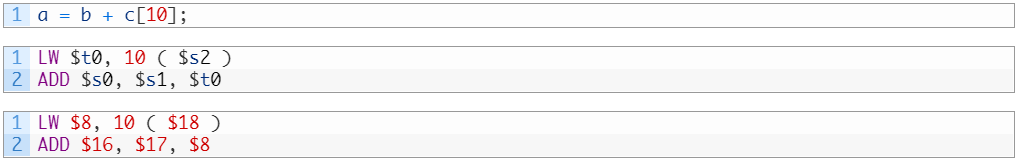 1 a = b + c[10];
1 LW $t0, 10 ( $s2 )
2 ADD $s0, $s1, $t0
1 LW $8, 10 ( $18 )
2 ADD $16, $17, $8